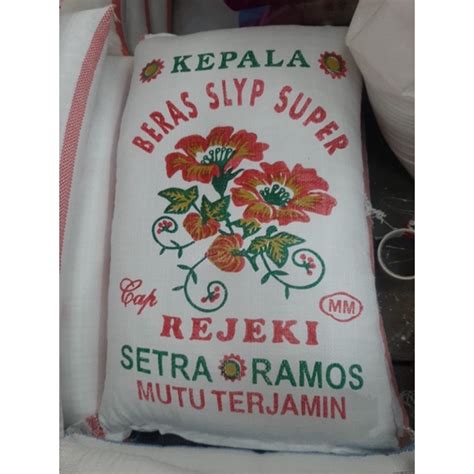 KEPALA
BERAS SLYP SUPER
Cap
MM
REJEKI
SETRA RAMOS
MUTU TERJAMIN